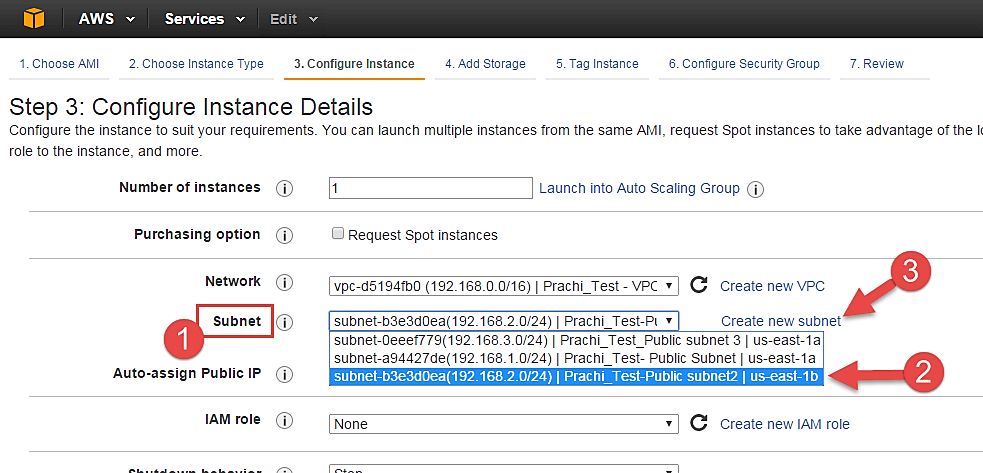 AWS Services Edit
1. Choose AMI 2. Choose Instance Type 3. Configure Instance 4. Add Storage 5. Tag Instance 6. Configure Security Group 7. Review
Step 3: Configure Instance Details
Configure the instance to suit your requirements. You can launch multiple instances from the same AMI, request Spot instances to take advantage of the lo
role to the instance, and more.
Number of instances i 1 Launch into Auto Scaling Group i
Purchasing option i Request Spot instances
Network i vpc-d5194fb0 (192.168.0.0/16) | Prachi_Test - VPC Create new VPC
3
Subnet i subnet-b3e3d0ea(192.168.2.0/24) | Prachi_Test-Pu Create new subnet
1
subnet-0eeef779(192.168.3.0/24) | Prachi_Test_Public subnet 3 | us-east-1a
subnet-a94427de(192.168.1.0/24) | Prachi_Test- Public Subnet | us-east-1a
subnet-b3e3d0ea(192.168.2.0/24) | Prachi_Test-Public subnet2 | us-east-1b
2
Auto-assign Public IP i
IAM role i None Create new IAM role
Shutdown behavior i Stop